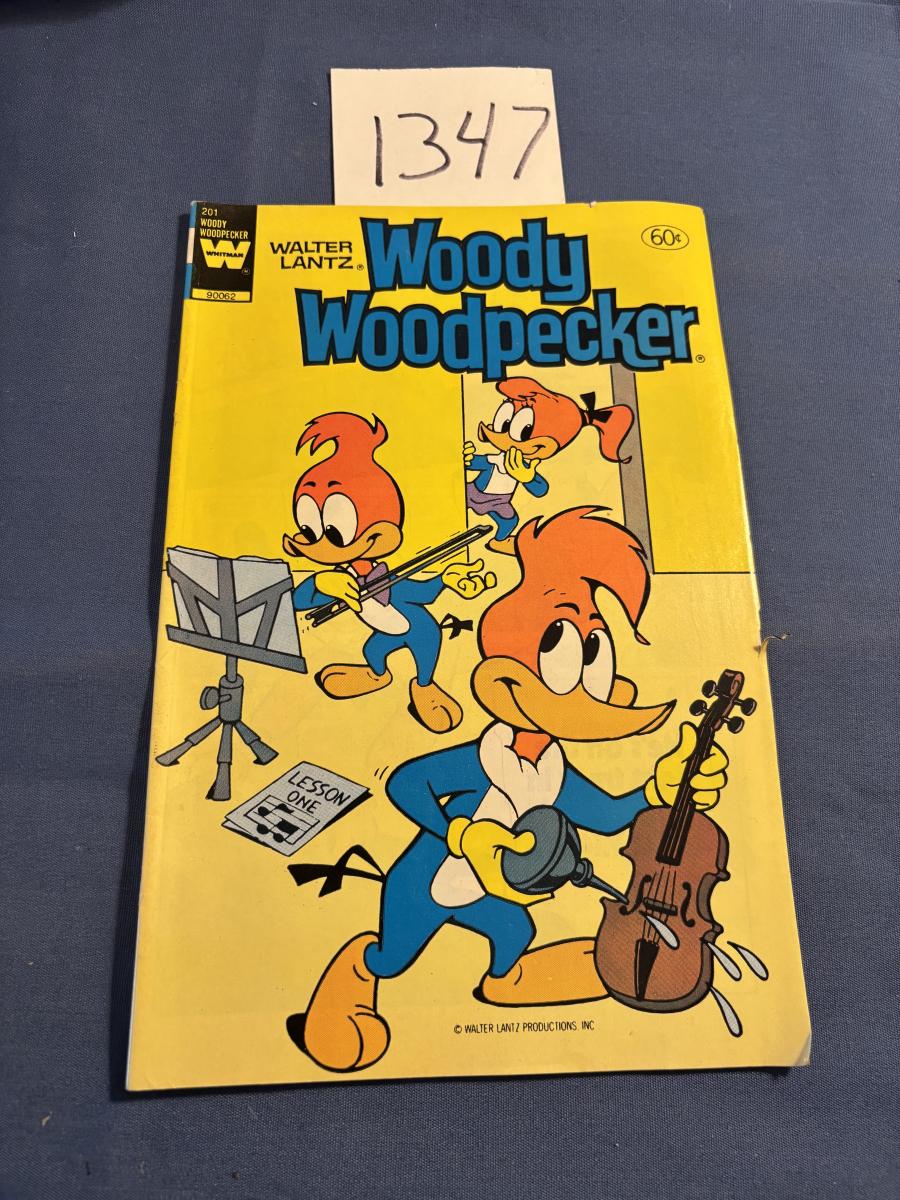 1347
201
WOODY
WOODPECKER
W
WHITMAN
®
90062
WALTER
LANTZ®
Woody
Woodpecker®
60¢
LESSON
ONE
© WALTER LANTZ PRODUCTIONS, INC